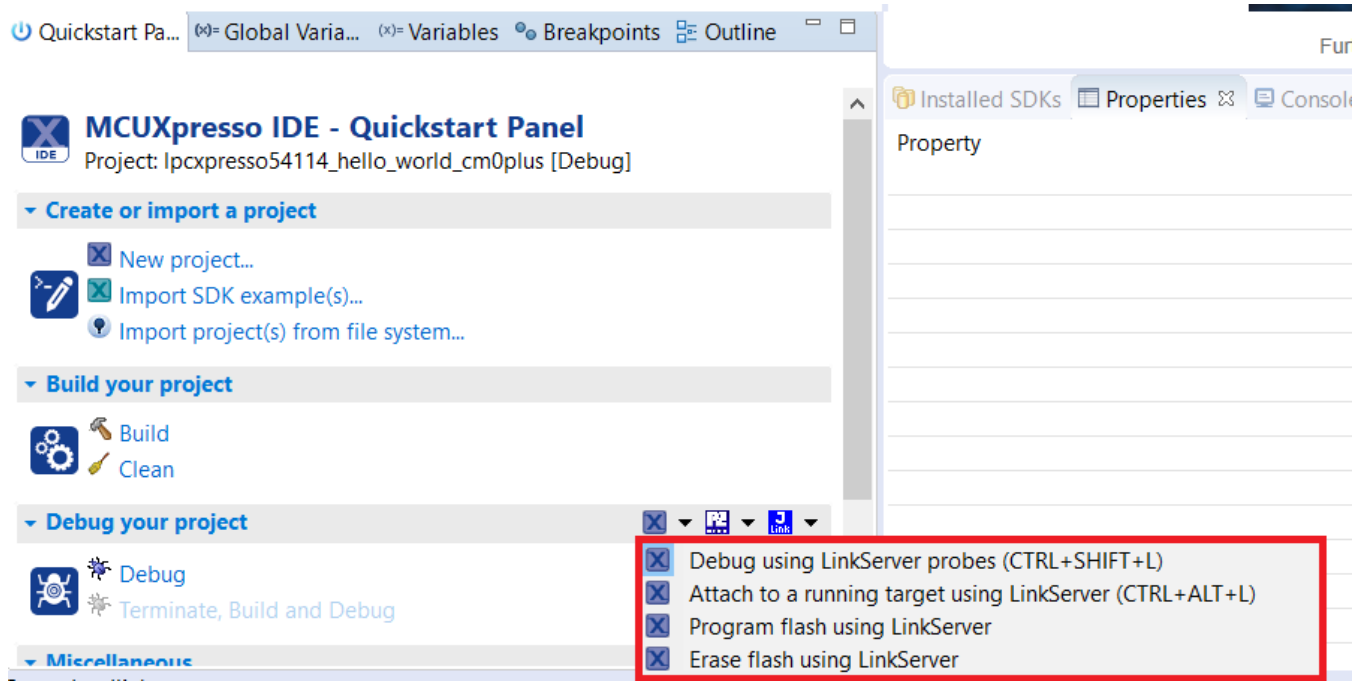 Quickstart Pa... (x)= Global Varia... (x)= Variables Breakpoints Outline
Fur
Installed SDKs Properties Console
Property
IDE
MCUXpresso IDE - Quickstart Panel
Project: lpcxpresso54114_hello_world_cm0plus [Debug]
Create or import a project
New project...
Import SDK example(s)...
Import project(s) from file system...
Build your project
Build
Clean
Debug your project
Link
Debug
Terminate, Build and Debug
Miscellaneous
Debug using LinkServer probes (CTRL+SHIFT+L)
Attach to a running target using LinkServer (CTRL+ALT+L)
Program flash using LinkServer
Erase flash using LinkServer